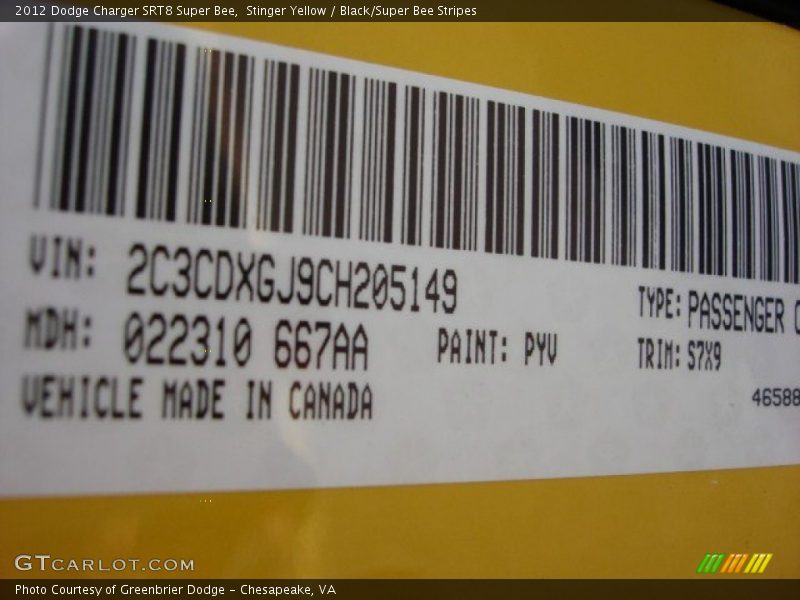 2012 Dodge Charger SRT8 Super Bee, Stinger Yellow / Black/Super Bee Stripes
VIN: 2C3CDXGJ9CH205149 TYPE: PASSENGER
MDH: 022310 667AA PAINT: PYV TRIM: S7X9
VEHICLE MADE IN CANADA 46588
GTCARLOT.COM
Photo Courtesy of Greenbrier Dodge - Chesapeake, VA